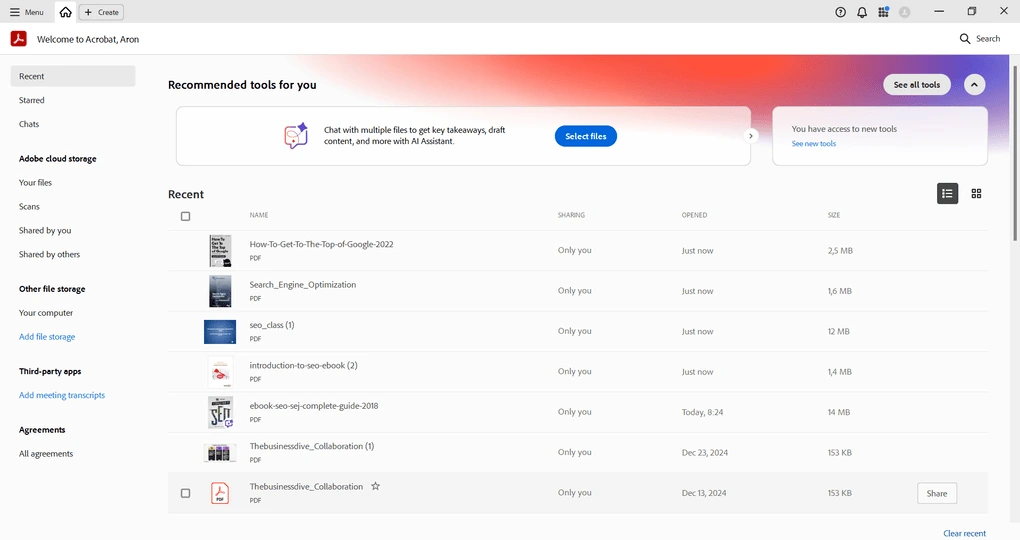 Menu
Create
Welcome to Acrobat, Aron
Search
Recent
Starred
Chats
Adobe cloud storage
Your files
Scans
Shared by you
Shared by others
Other file storage
Your computer
Add file storage
Third-party apps
Add meeting transcripts
Agreements
All agreements
Recommended tools for you
See all tools
Chat with multiple files to get key takeaways, draft
content, and more with AI Assistant.
Select files
You have access to new tools
See new tools
Recent
NAME SHARING OPENED SIZE
How-To-Get-To-The-Top-of-Google-2022
PDF
Only you Just now 2,5 MB
Search_Engine_Optimization
PDF
Only you Just now 1,6 MB
seo_class (1)
PDF
Only you Just now 12 MB
introduction-to-seo-ebook (2)
PDF
Only you Just now 1,4 MB
ebook-seo-sej-complete-guide-2018
PDF
Only you Today, 8:24 14 MB
Thebusinessdive_Collaboration (1)
PDF
Only you Dec 23, 2024 153 KB
Thebusinessdive_Collaboration
PDF
Only you Dec 13, 2024 153 KB
Share
Clear recent